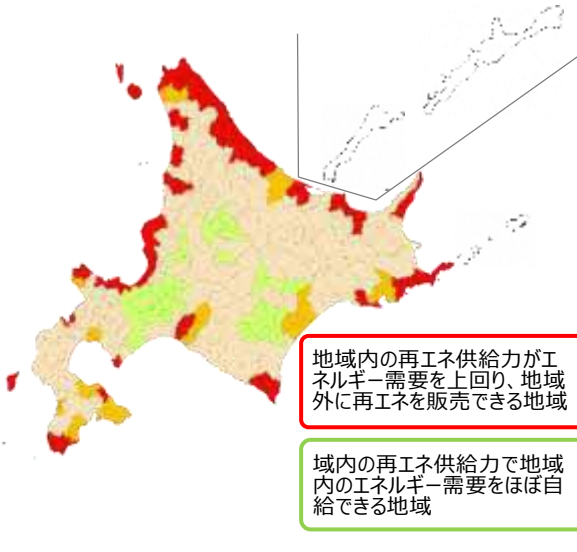 地域内の再エネ供給力がエ
ネルギー需要を上回り、地域
外に再エネを販売できる地域
域内の再エネ供給力で地域
内のエネルギー需要をほぼ自
給できる地域